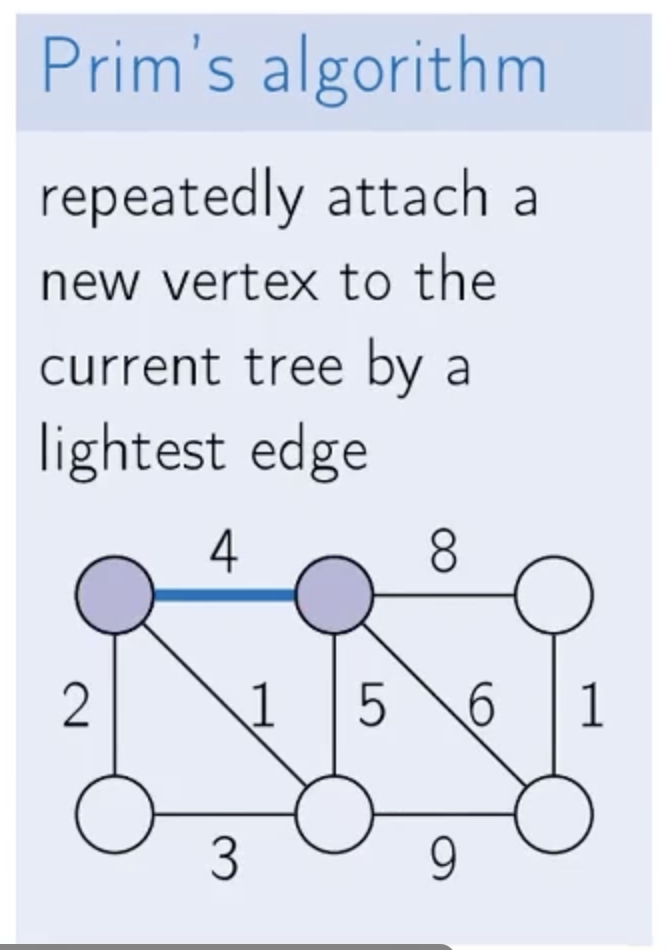 Prim's algorithm
repeatedly attach a
new vertex to the
current tree by a
lightest edge
4 8
2 1 5 6 1
3 9